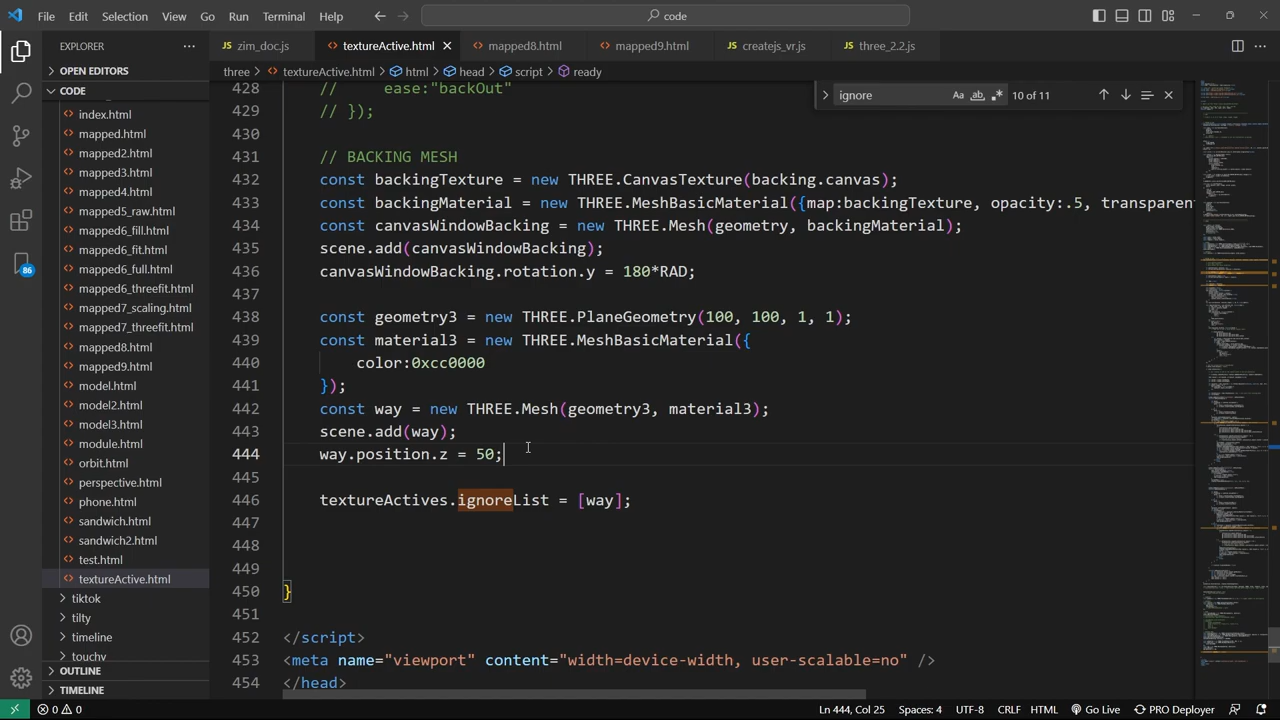 File Edit Selection View Go Run Terminal Help code
EXPLORER
zim_doc.js textureActive.html mapped8.html mapped9.html createjs_vr.js three_2.2.js
OPEN EDITORS
three > textureActive.html > html > head > script > ready
CODE
index.html
mapped.html
mapped2.html
mapped3.html
mapped4.html
mapped5_raw.html
mapped6_fill.html
mapped6_fit.html
mapped6_full.html
mapped6_threefit.html
mapped7_scaling.html
mapped7_threefit.html
mapped8.html
mapped9.html
model.html
model2.html
model3.html
module.html
orbit.html
perspective.html
phone.html
sandwich.html
sandwich2.html
tant.html
textureActive.html
tiktok
tilty
timeline
tourny
OUTLINE
TIMELINE
ignore ab 10 of 11
428 // ease:"backOut"
429 // });
430
431 // BACKING MESH
432 const backingTexture = new THREE.CanvasTexture(backing.canvas);
433 const backingMaterial = new THREE.MeshBasicMaterial({map:backingTexture, opacity:.5, transparent
434 const canvasWindowBacking = new THREE.Mesh(geometry, backingMaterial);
435 scene.add(canvasWindowBacking);
436 canvasWindowBacking.rotation.y = 180*RAD;
437
438 const geometry3 = new THREE.PlaneGeometry(100, 100,1, 1);
439 const material3 = new THREE.MeshBasicMaterial({
440 color:0xcc0000
441 });
442 const way = new THREE.Mesh(geometry3, material3);
443 scene.add(way);
444 way.position.z = 50;
445
446 textureActives.ignoreList = [way];
447
448
449
450 }
451
452 </script>
453 <meta name="viewport" content="width=device-width, user-scalable=no" />
454 </head>
86
0 0 Ln 444, Col 25 Spaces: 4 UTF-8 CRLF HTML Go Live PRO Deployer